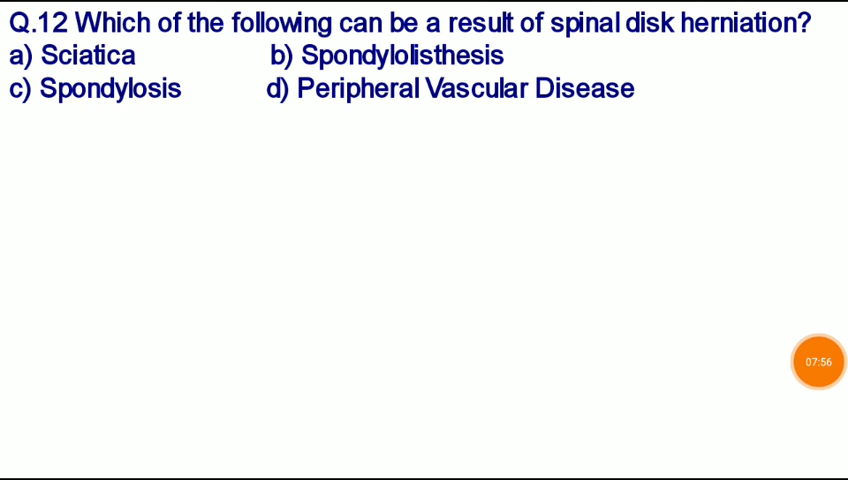 Q.12 Which of the following can be a result of spinal disk herniation?
a) Sciatica b) Spondylolisthesis
c) Spondylosis d) Peripheral Vascular Disease
07:56